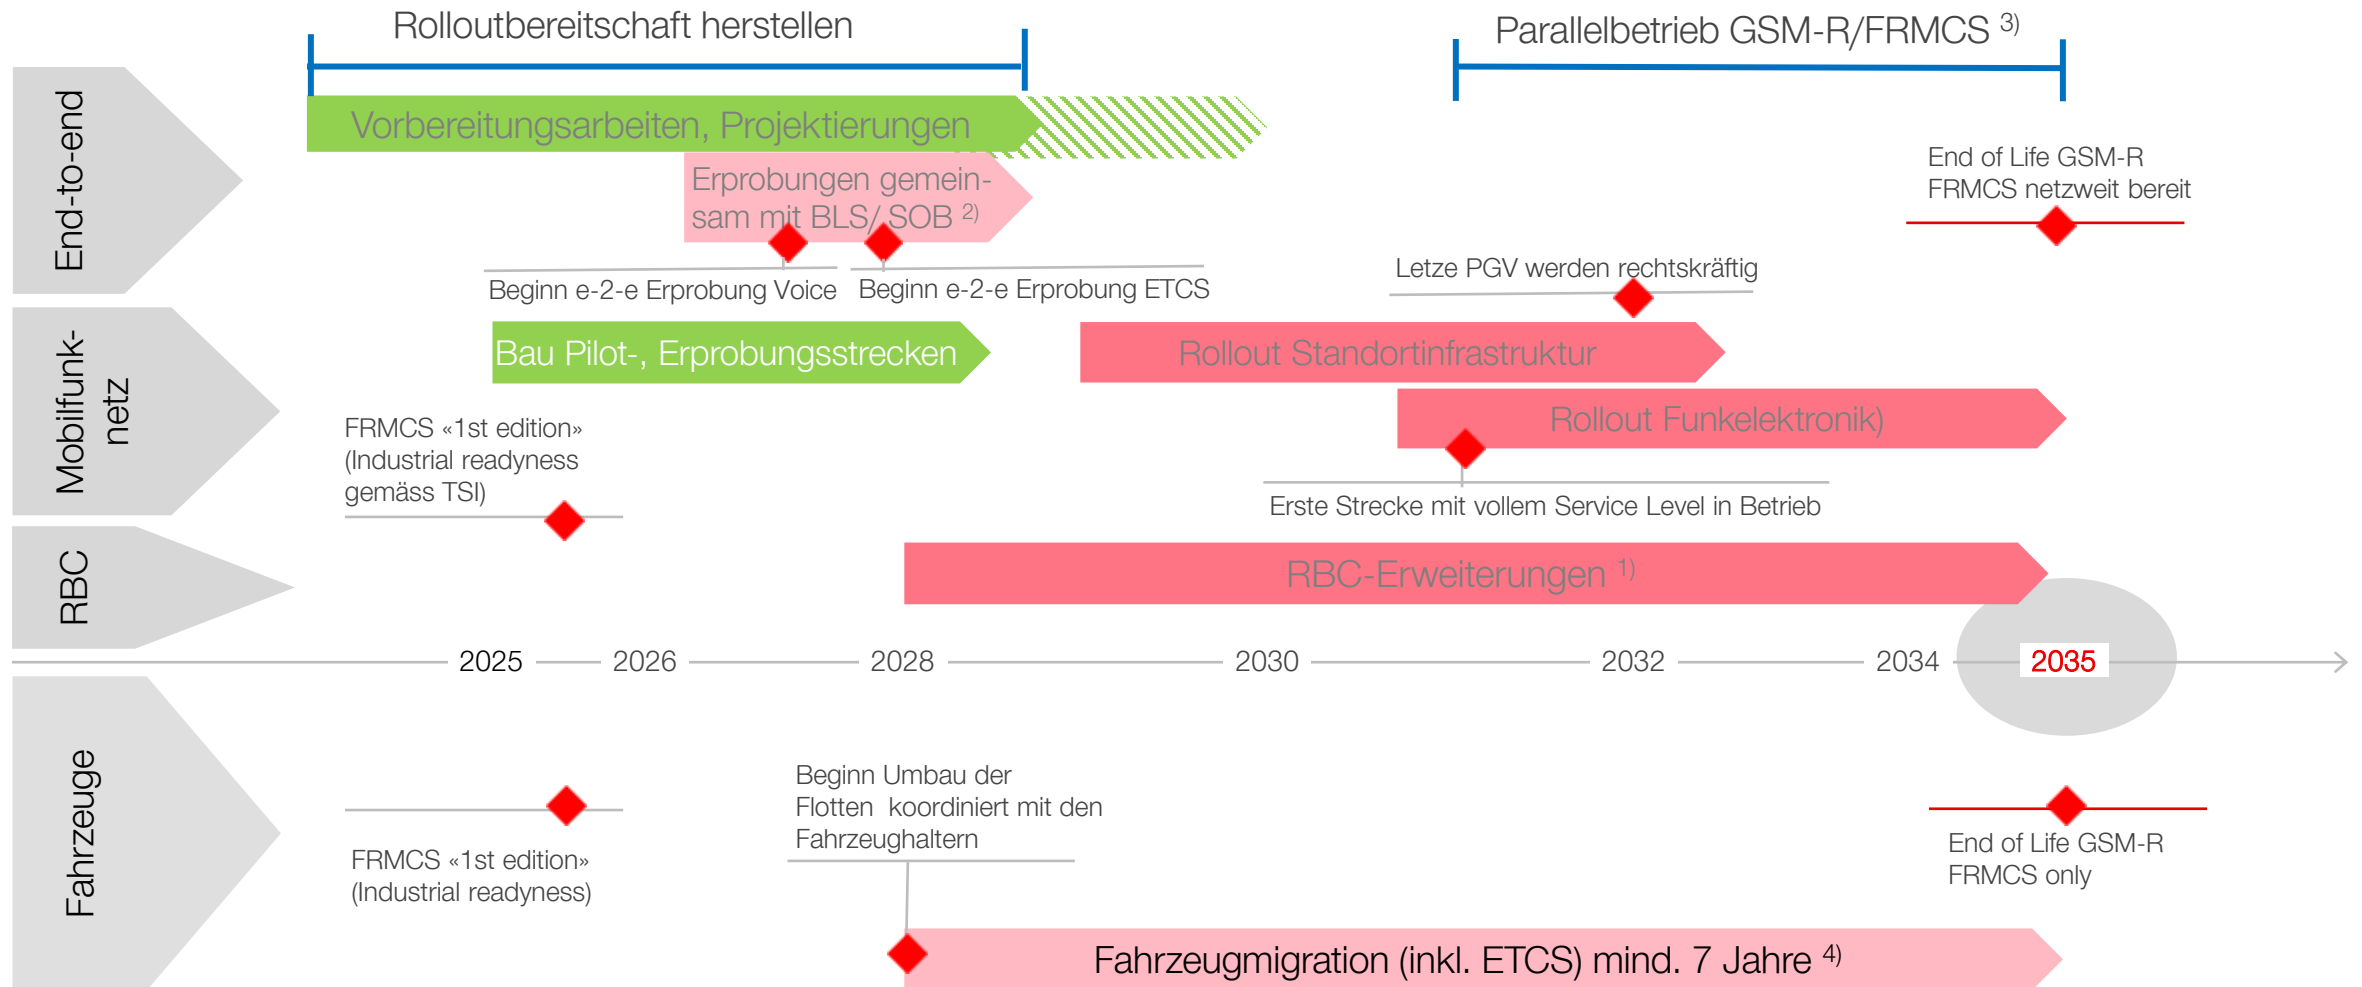 Rolloutbereitschaft herstellen
Parallelbetrieb GSM-R/FRMCS 3)
End-to-end
Vorbereitungsarbeiten, Projektierungen
Erprobungen gemein-
sam mit BLS/ SOB 2)
End of Life GSM-R
FRMCS netzweit bereit
Beginn e-2-e Erprobung Voice
Beginn e-2-e Erprobung ETCS
Letze PGV werden rechtskräftig
Mobilfunk-
netz
Bau Pilot-, Erprobungsstrecken
Rollout Standortinfrastruktur
Rollout Funkelektronik)
FRMCS «1st edition»
(Industrial readyness
gemäss TSI)
Erste Strecke mit vollem Service Level in Betrieb
RBC
RBC-Erweiterungen 1)
2025 2026 2028 2030 2032 2034 2035
Fahrzeuge
FRMCS «1st edition»
(Industrial readyness)
Beginn Umbau der
Flotten koordiniert mit den
Fahrzeughaltern
End of Life GSM-R
FRMCS only
Fahrzeugmigration (inkl. ETCS) mind. 7 Jahre 4)